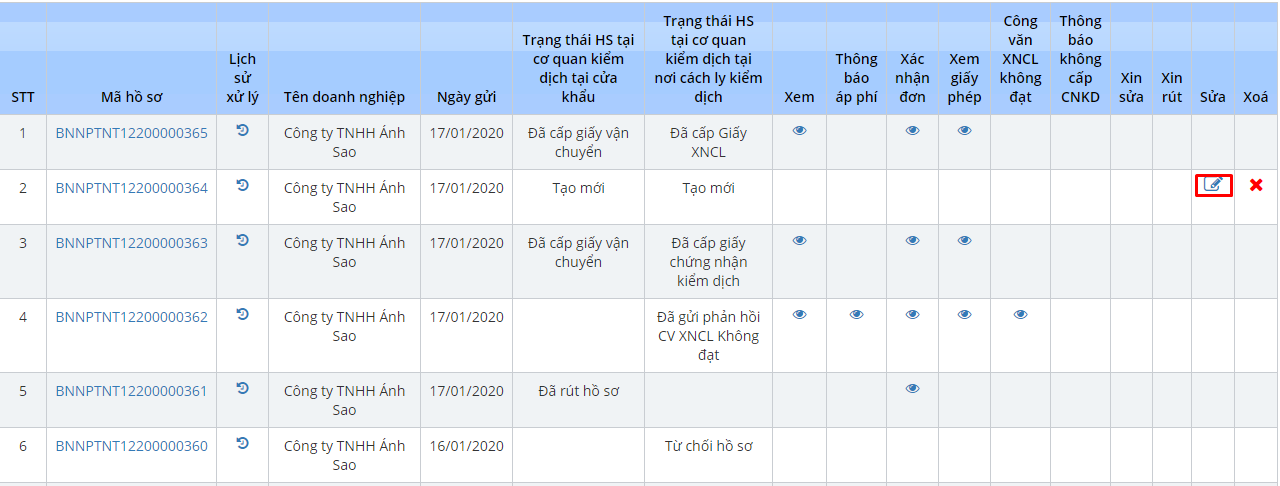 STT
Mã hồ sơ
Lịch
sử
xử lý
Tên doanh nghiệp
Ngày gửi
Trạng thái HS tại
cơ quan kiểm
dịch tại cửa
khẩu
Trạng thái HS
tại cơ quan
kiểm dịch tại
nơi cách ly kiểm
dịch
Xem
Thông
báo
áp phí
Xác
nhận
đơn
Xem
giấy
phép
Công
văn
XNCL
không
đạt
Thông
báo
không
cấp
CNKD
Xin
sửa
Xin
rút
Sửa
Xoá
1
BNNPTNT12200000365
Công ty TNHH Ánh
Sao
17/01/2020
Đã cấp giấy vận
chuyển
Đã cấp Giấy
XNCL
2
BNNPTNT12200000364
Công ty TNHH Ánh
Sao
17/01/2020
Tạo mới
Tạo mới
3
BNNPTNT12200000363
Công ty TNHH Ánh
Sao
17/01/2020
Đã cấp giấy vận
chuyển
Đã cấp giấy
chứng nhận
kiểm dịch
4
BNNPTNT12200000362
Công ty TNHH Ánh
Sao
17/01/2020
Đã gửi phản hồi
CV XNCL Không
đạt
5
BNNPTNT12200000361
Công ty TNHH Ánh
Sao
17/01/2020
Đã rút hồ sơ
6
BNNPTNT12200000360
Công ty TNHH Ánh
Sao
16/01/2020
Từ chối hồ sơ